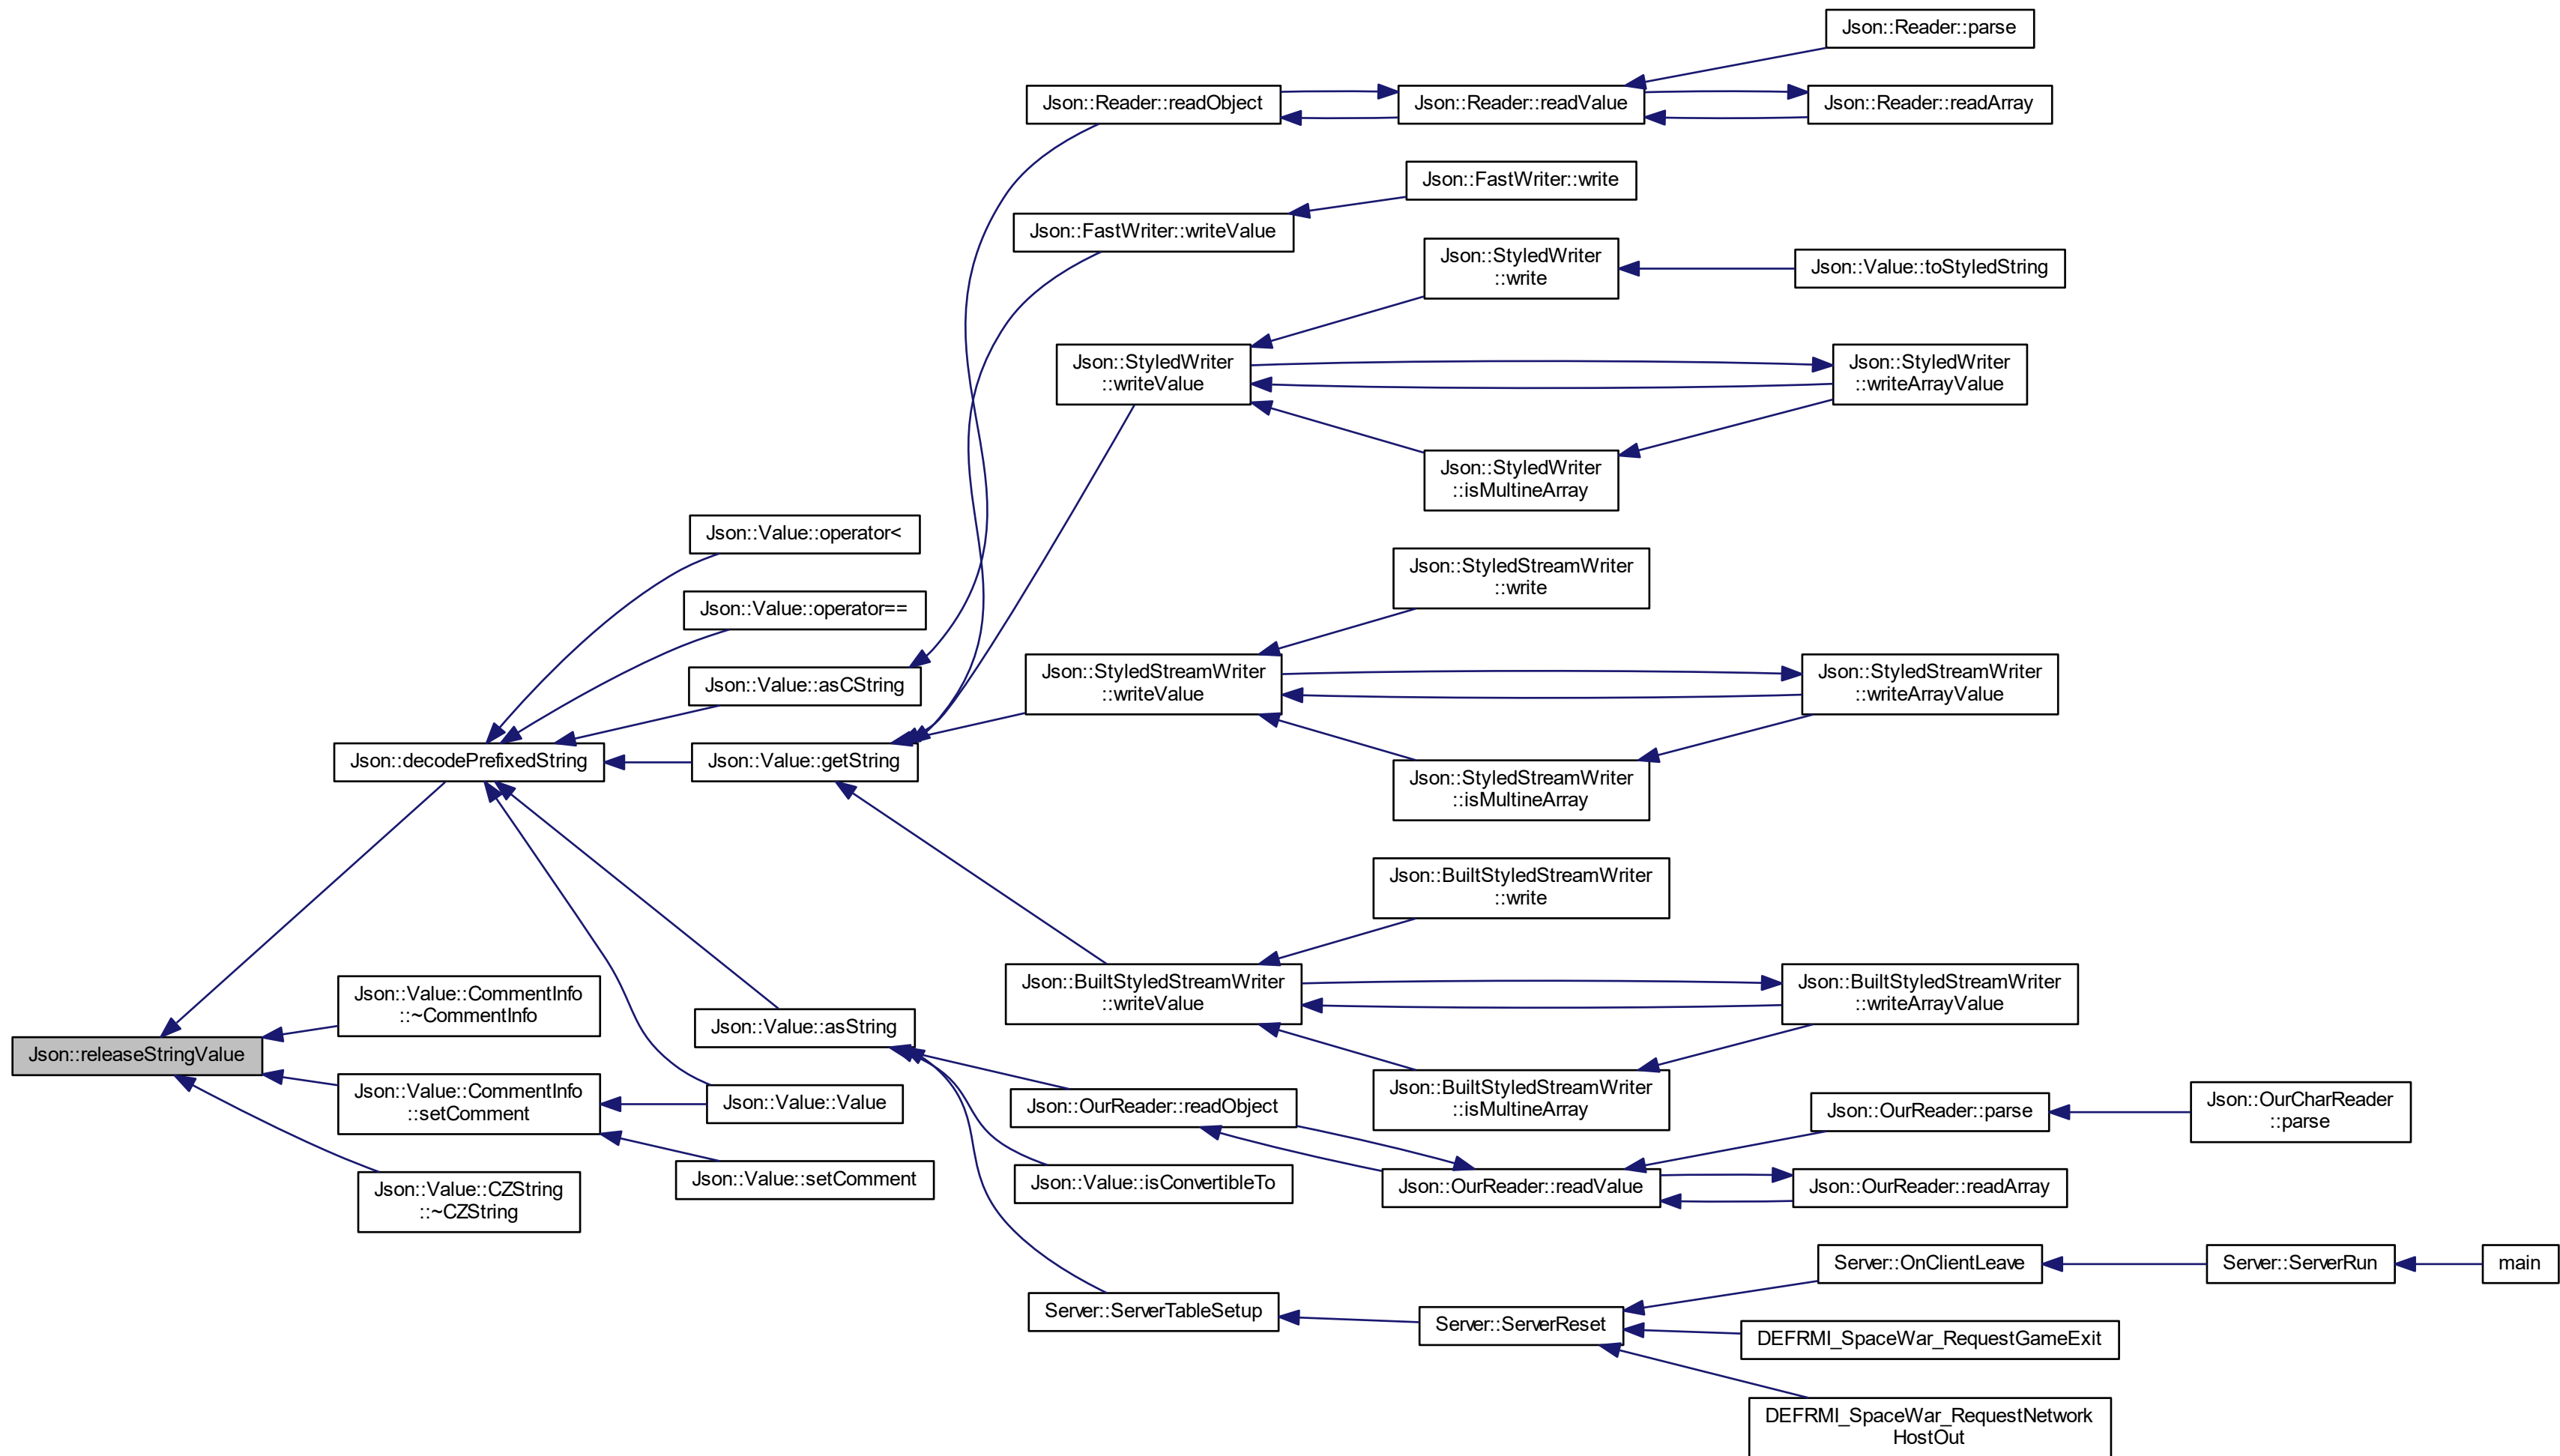 Json::Reader::parse
Json::Reader::readObject
Json::Reader::readValue
Json::Reader::readArray
Json::FastWriter::write
Json::FastWriter::writeValue
Json::StyledWriter
::write
Json::Value::toStyledString
Json::StyledWriter
::writeValue
Json::StyledWriter
::writeArrayValue
Json::StyledWriter
::isMultineArray
Json::Value::operator<
Json::StyledStreamWriter
::write
Json::Value::operator==
Json::Value::asCString
Json::StyledStreamWriter
::writeValue
Json::StyledStreamWriter
::writeArrayValue
Json::decodePrefixedString
Json::Value::getString
Json::StyledStreamWriter
::isMultineArray
Json::BuiltStyledStreamWriter
::write
Json::Value::CommentInfo
::~CommentInfo
Json::BuiltStyledStreamWriter
::writeValue
Json::BuiltStyledStreamWriter
::writeArrayValue
Json::Value::asString
Json::releaseStringValue
Json::Value::CommentInfo
::setComment
Json::Value::Value
Json::OurReader::readObject
Json::BuiltStyledStreamWriter
::isMultineArray
Json::OurReader::parse
Json::OurCharReader
::parse
Json::Value::setComment
Json::Value::isConvertibleTo
Json::OurReader::readValue
Json::OurReader::readArray
Json::Value::CZString
::~CZString
Server::OnClientLeave
Server::ServerRun
main
Server::ServerTableSetup
Server::ServerReset
DEFRMI_SpaceWar_RequestGameExit
DEFRMI_SpaceWar_RequestNetwork
HostOut